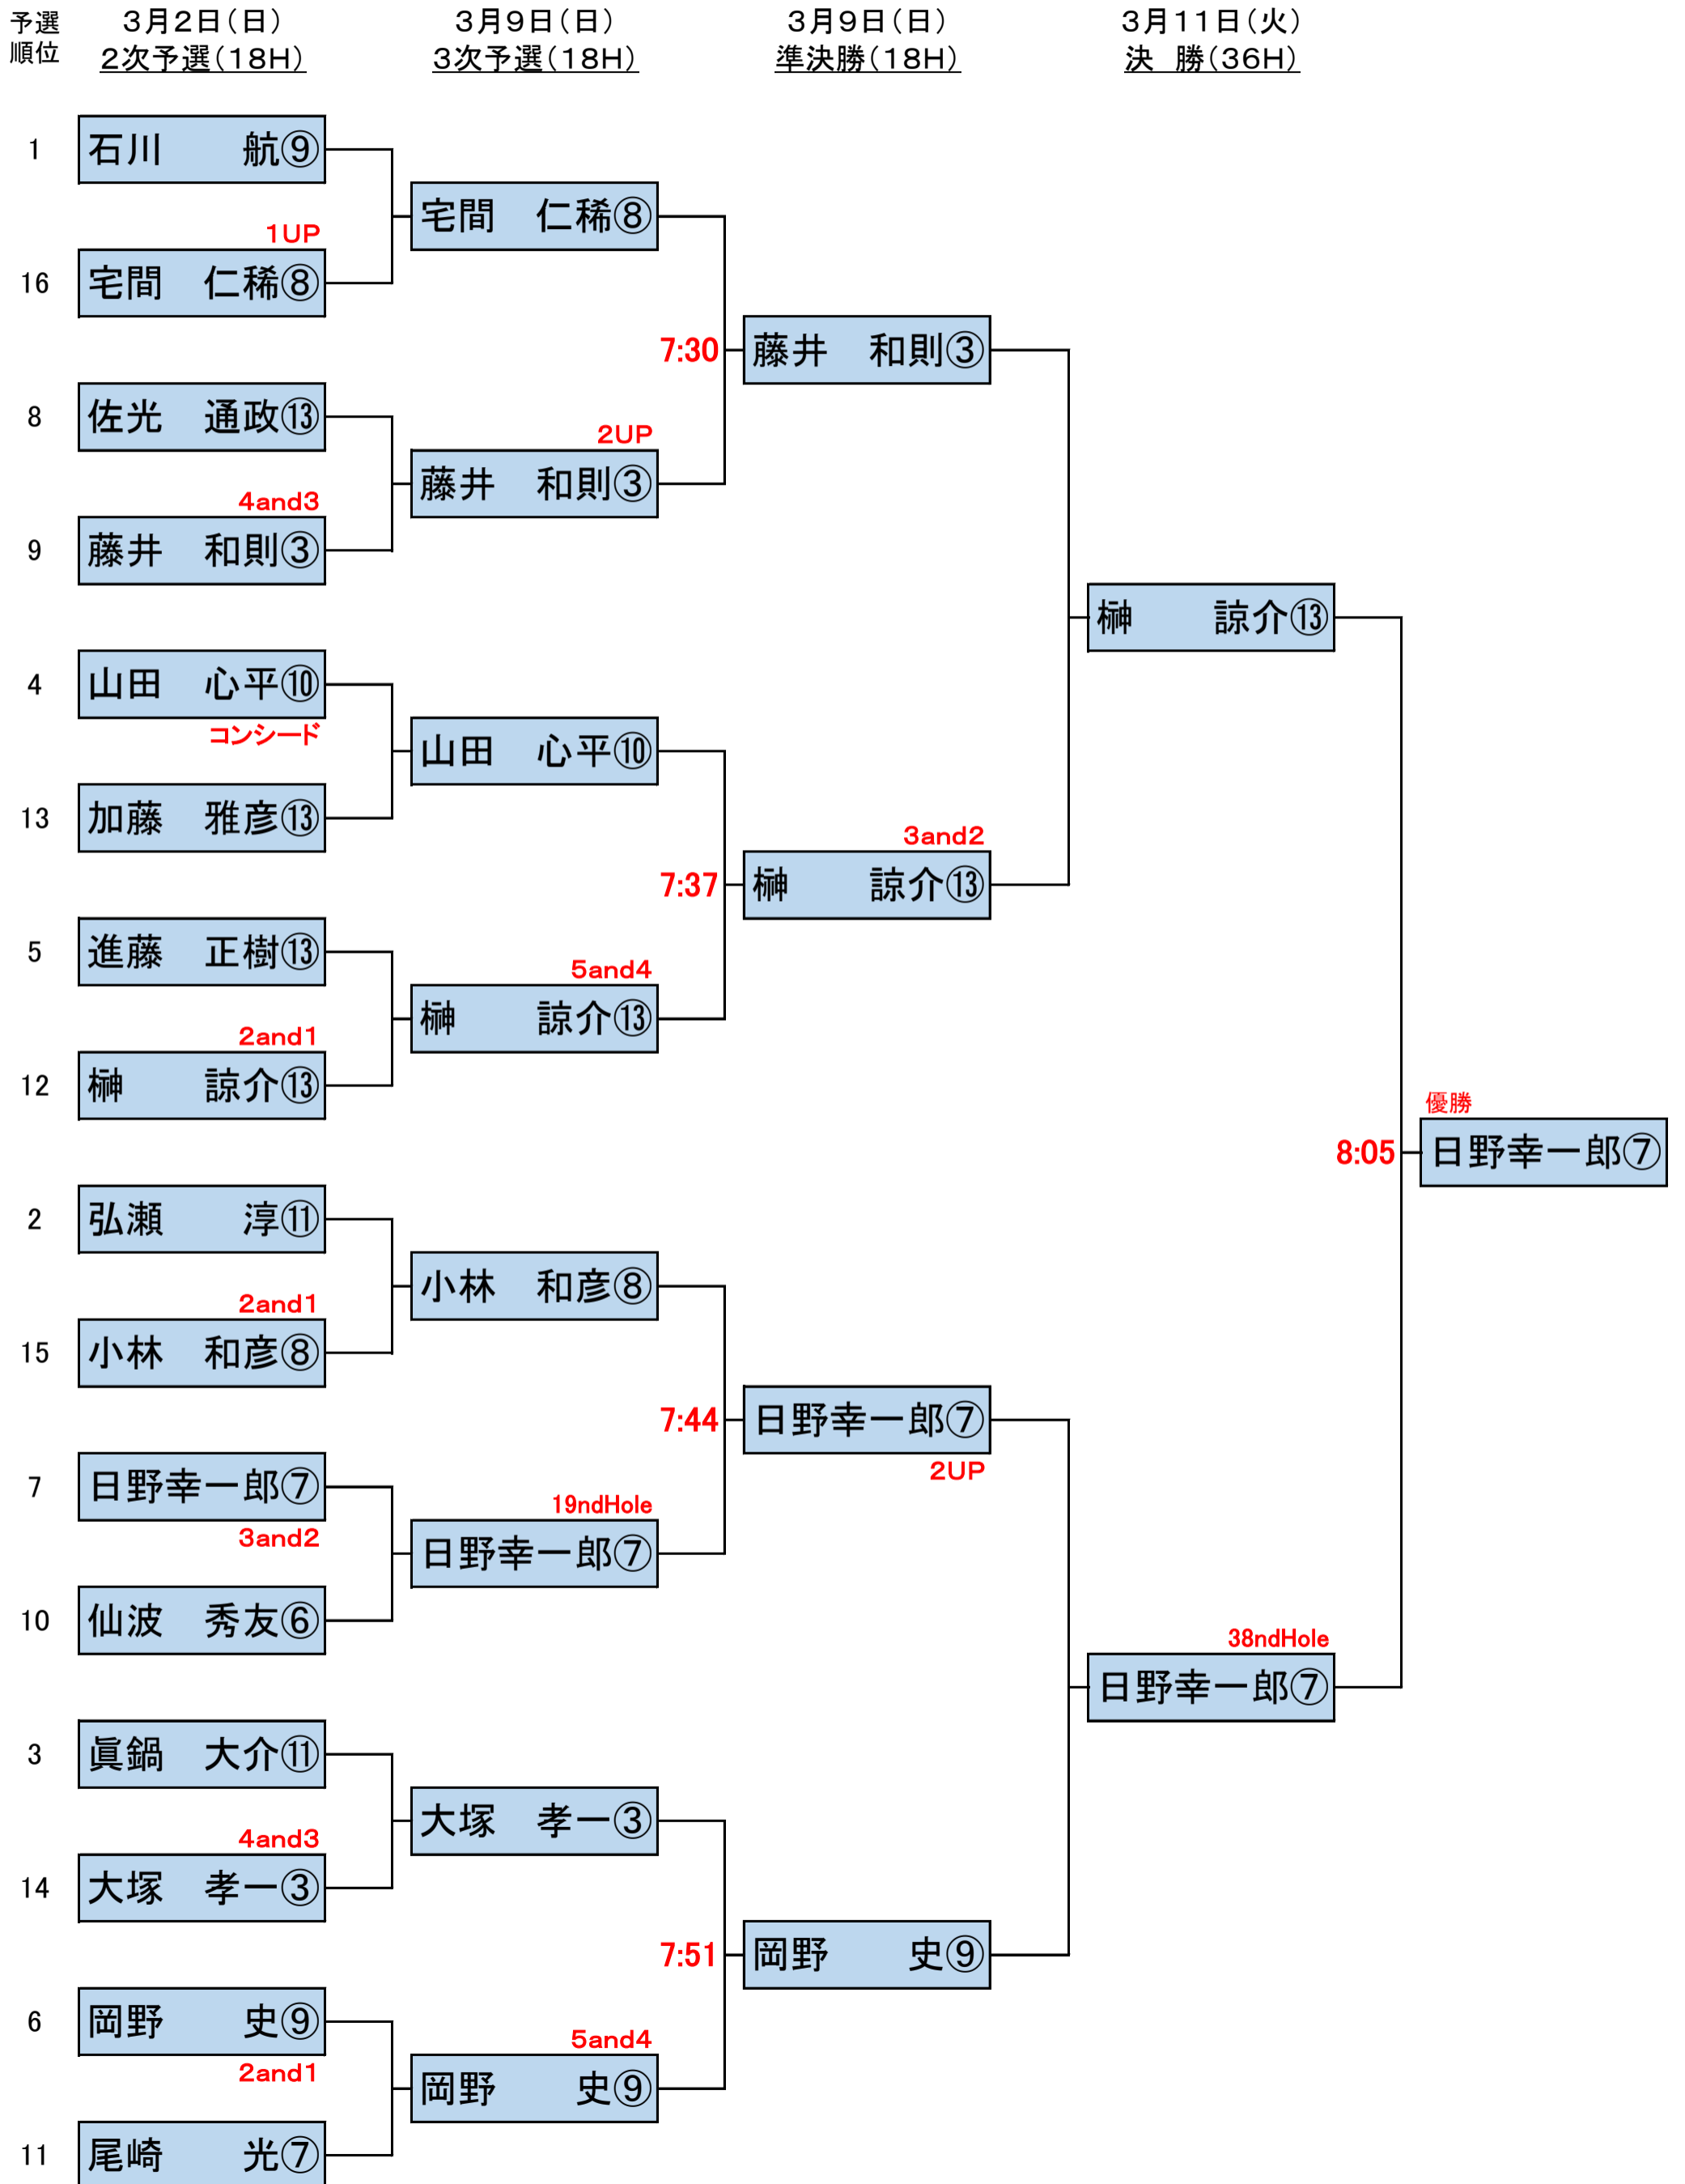 予選 3月2日(日) 3月9日(日) 3月9日(日) 3月11日(火)
順位 2次予選(18H) 3次予選(18H) 準決勝(18H) 決 勝(36H)
1 石川 航⑨
宅間 仁稀⑧
1UP
16 宅間 仁稀⑧
7:30 藤井 和則③
8 佐光 通政⑬
2UP
藤井 和則③
4and3
9 藤井 和則③
榊 諒介⑬
4 山田 心平⑩
コンシード
山田 心平⑩
13 加藤 雅彦⑬
3and2
7:37 榊 諒介⑬
5 進藤 正樹⑬
5and4
榊 諒介⑬
2and1
12 榊 諒介⑬
優勝
8:05 日野幸一郎⑦
2 弘瀬 淳⑪
小林 和彦⑧
2and1
15 小林 和彦⑧
7:44 日野幸一郎⑦
2UP
7 日野幸一郎⑦
19ndHole
3and2
日野幸一郎⑦
10 仙波 秀友⑥
38ndHole
日野幸一郎⑦
3 眞鍋 大介⑪
大塚 孝一③
4and3
14 大塚 孝一③
7:51 岡野 史⑨
6 岡野 史⑨
5and4
2and1
岡野 史⑨
11 尾崎 光⑦